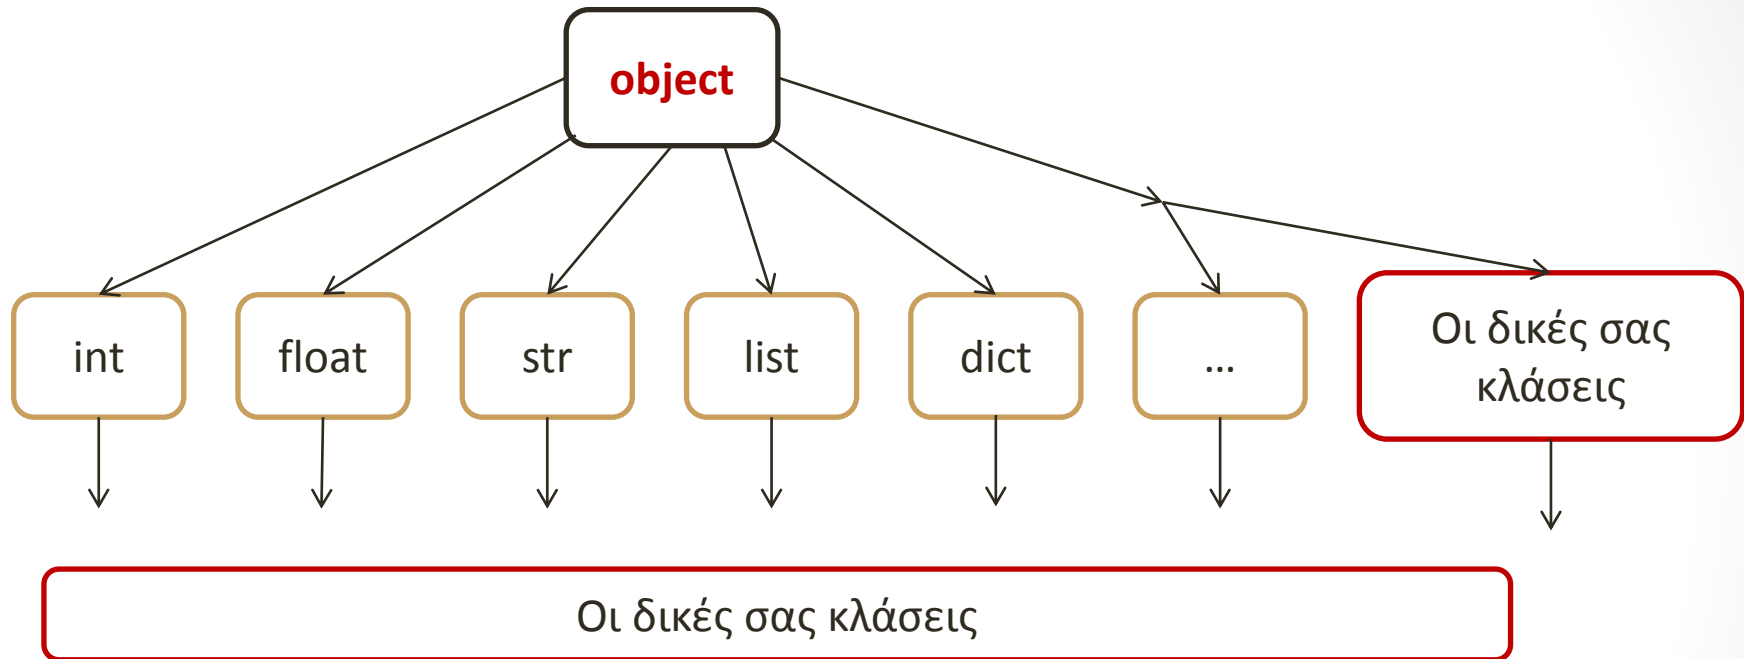 object
int
float
str
list
dict
...
Οι δικές σας
κλάσεις
Οι δικές σας κλάσεις